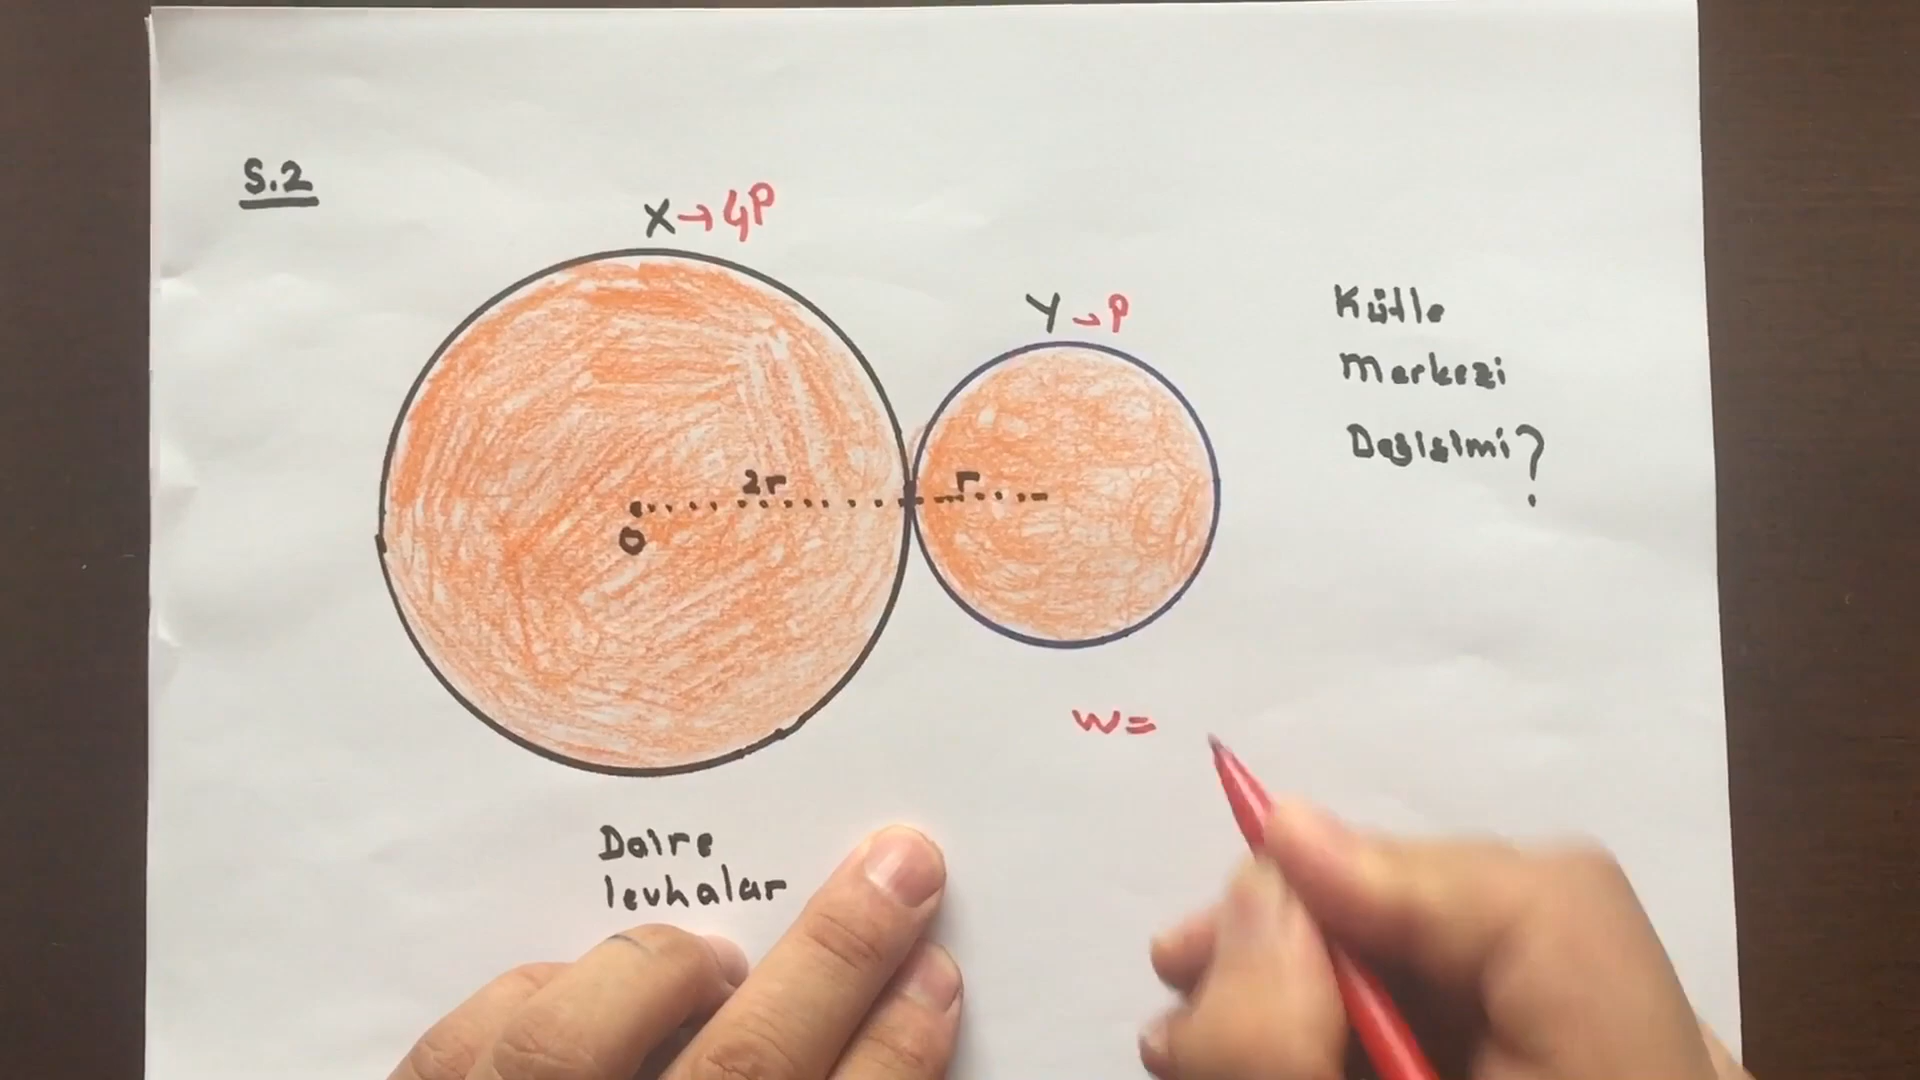 S.2
X→4P
Y→P
Kütle
Merkezi
Değişimi?
2r
r
O
W=
Daire
levhalar